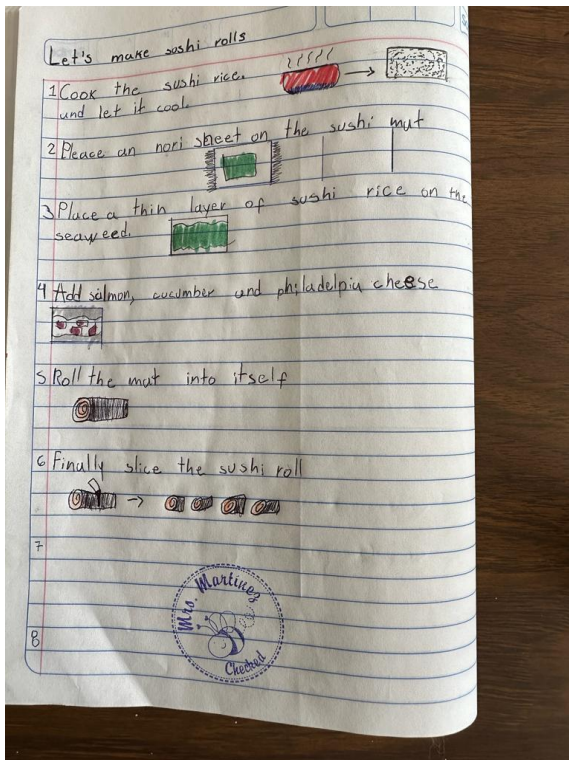 Let's make sushi rolls
1 Cook the sushi rice.
and let it cool
2 Pleace an nori sheet on the sushi mat
3 Place a thin layer of sushi rice on the
seaweed.
4 Add salmon, cucumber and philadelpia cheese
5 Roll the mat into itself
6 Finally slice the sushi roll
7
8
Mrs. Martinez
Checked